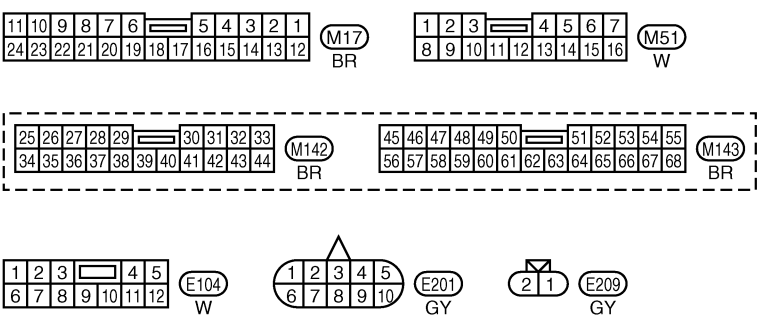 11 10 9 8 7 6 5 4 3 2 1
24 23 22 21 20 19 18 17 16 15 14 13 12
M17
BR
1 2 3 4 5 6 7
8 9 10 11 12 13 14 15 16
M51
W
25 26 27 28 29 30 31 32 33
34 35 36 37 38 39 40 41 42 43 44
M142
BR
45 46 47 48 49 50 51 52 53 54 55
56 57 58 59 60 61 62 63 64 65 66 67 68
M143
BR
1 2 3 4 5
6 7 8 9 10 11 12
E104
W
1 2 3 4 5
6 7 8 9 10
E201
GY
2 1
E209
GY